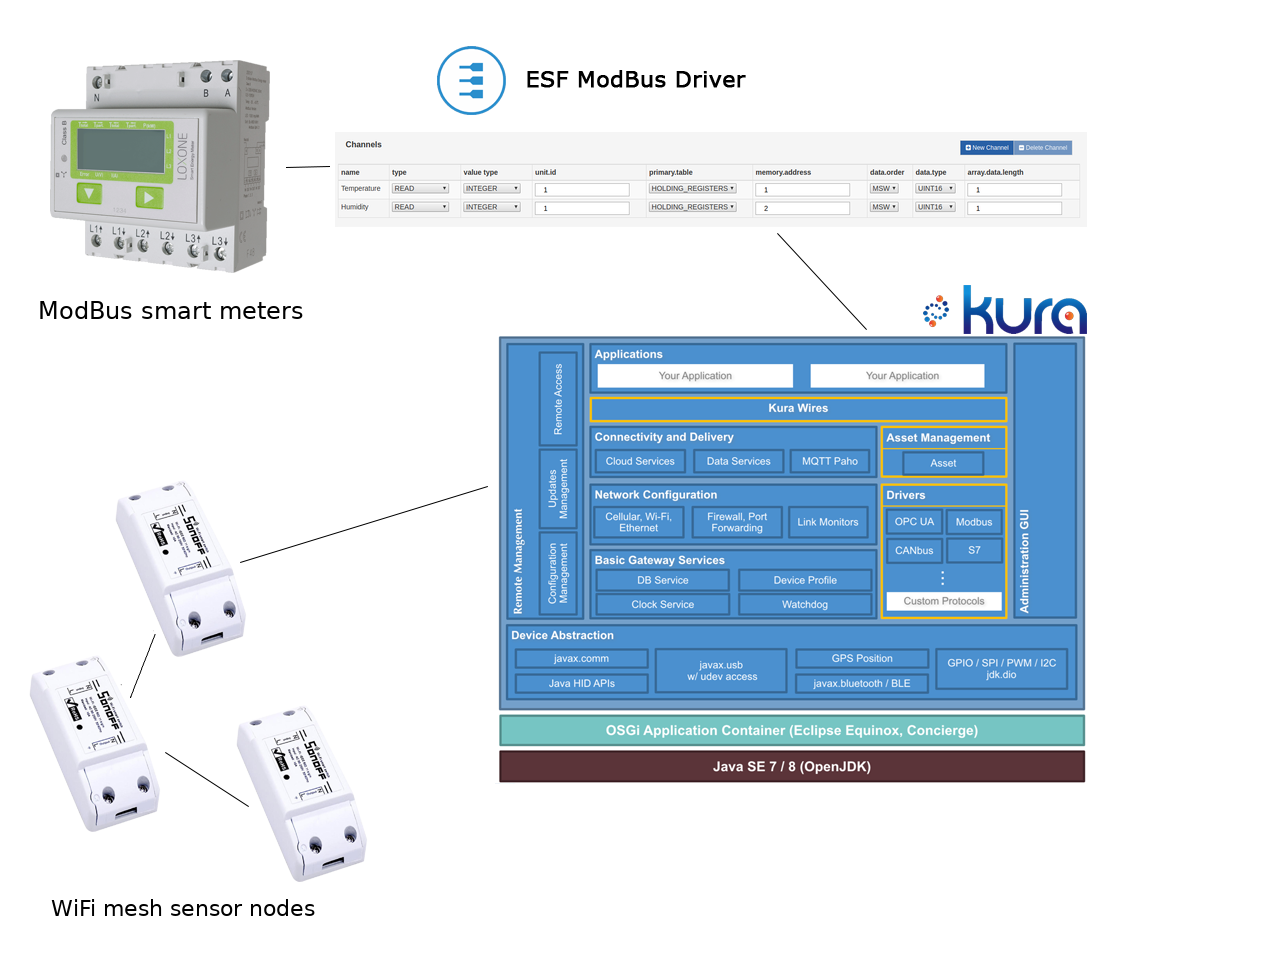 ESF ModBus Driver
N
B
A
Class B
LOXONE
Smart Energy Meter
L1↑
L1↓
L2↑
L2↓
L3↑
L3↓
ModBus smart meters
Channels
New Channel
Delete Channel
name type value type unit.id primary.table memory.address data.order data.type array.data.length
Temperature READ INTEGER 1 HOLDING_REGISTERS 1 MSW UINT16 1
Humidity READ INTEGER 1 HOLDING_REGISTERS 2 MSW UINT16 1
kura
Remote Management
Remote Access
Updates
Management
Configuration
Management
Applications
Your Application
Your Application
Kura Wires
Connectivity and Delivery
Cloud Services
Data Services
MQTT Paho
Asset Management
Asset
Network Configuration
Cellular, Wi-Fi,
Ethernet
Firewall, Port
Forwarding
Link Monitors
Drivers
OPC UA
Modbus
CANbus
S7
Custom Protocols
Basic Gateway Services
DB Service
Device Profile
Clock Service
Watchdog
Administration GUI
Device Abstraction
javax.comm
Java HID APIs
javax.usb
w/ udev access
GPS Position
javax.bluetooth / BLE
GPIO / SPI / PWM / I2C
jdk.dio
OSGi Application Container (Eclipse Equinox, Concierge)
Java SE 7 / 8 (OpenJDK)
SONOFF
SONOFF
SONOFF
WiFi mesh sensor nodes